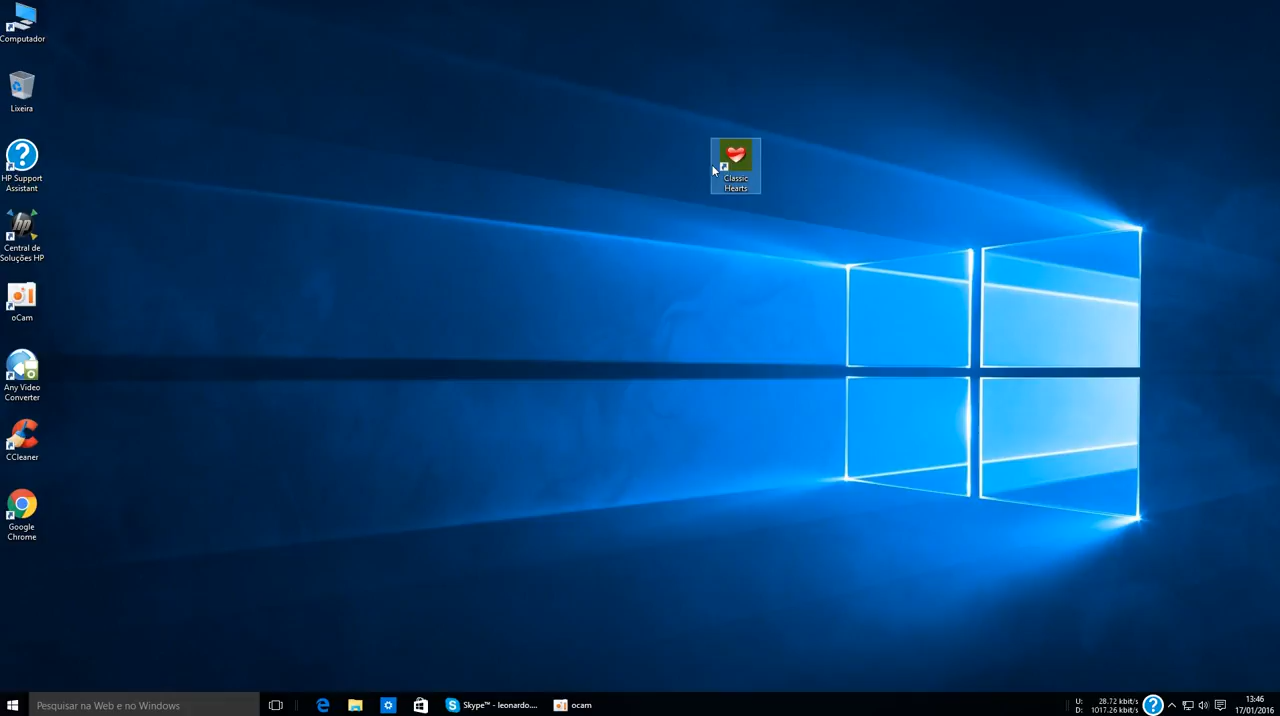 Computador
Lixeira
HP Support
Assistant
hp
Central de
Soluções HP
oCam
Any Video
Converter
CCleaner
Google
Chrome
Classic
Hearts
Pesquisar na Web e no Windows
Skype™ - leonardo....
ocam
U: 28.72 kbit/s
D: 1017.26 kbit/s
13:46
17/01/2016